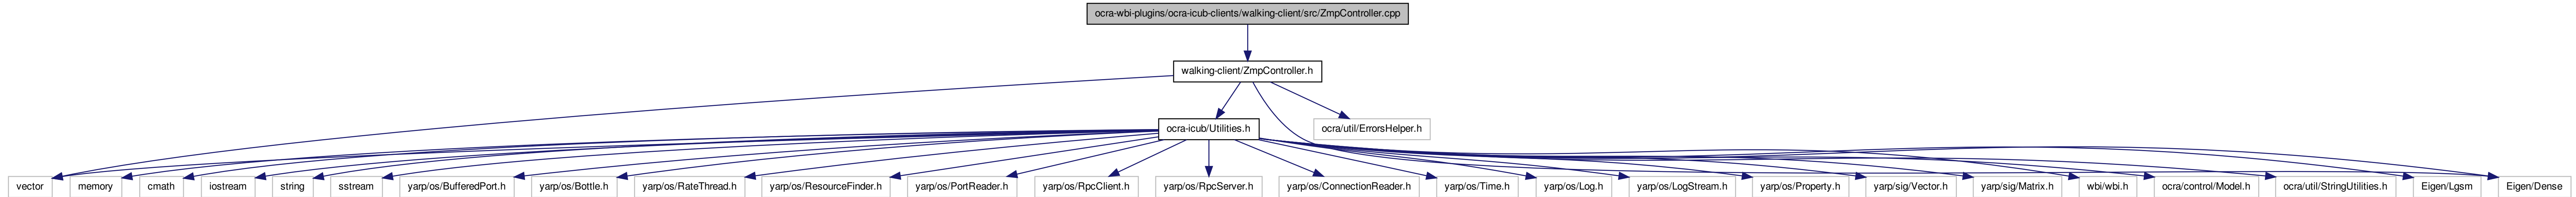 ocra-wbi-plugins/ocra-icub-clients/walking-client/src/ZmpController.cpp
walking-client/ZmpController.h
ocra-icub/Utilities.h
ocra/util/ErrorsHelper.h
vector
memory
cmath
iostream
string
sstream
yarp/os/BufferedPort.h
yarp/os/Bottle.h
yarp/os/RateThread.h
yarp/os/ResourceFinder.h
yarp/os/PortReader.h
yarp/os/RpcClient.h
yarp/os/RpcServer.h
yarp/os/ConnectionReader.h
yarp/os/Time.h
yarp/os/Log.h
yarp/os/LogStream.h
yarp/os/Property.h
yarp/sig/Vector.h
yarp/sig/Matrix.h
wbi/wbi.h
ocra/control/Model.h
ocra/util/StringUtilities.h
Eigen/Lgsm
Eigen/Dense